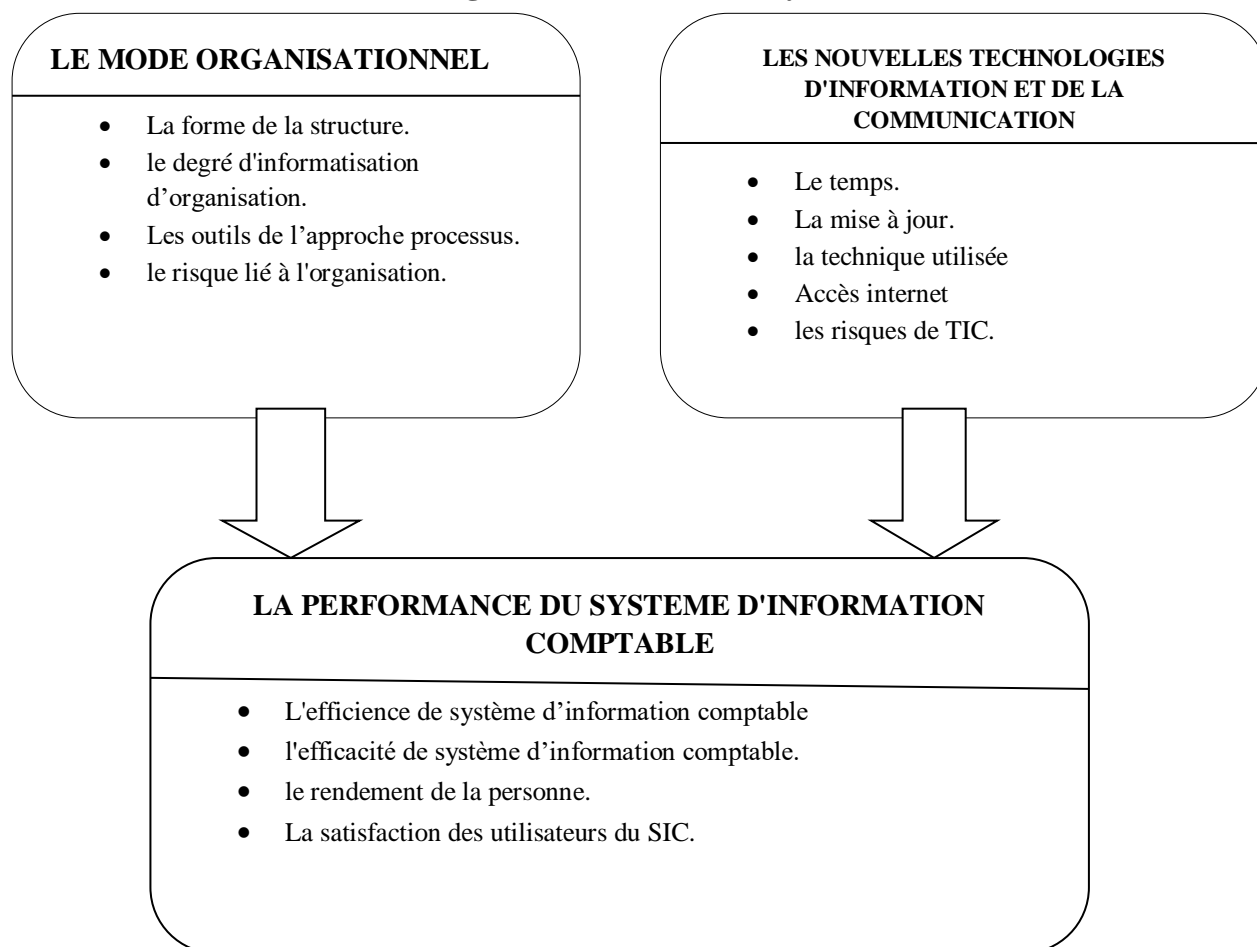 LE MODE ORGANISATIONNEL
• La forme de la structure.
• le degré d'informatisation
d’organisation.
• Les outils de l’approche processus.
• le risque lié à l'organisation.
LES NOUVELLES TECHNOLOGIES
D'INFORMATION ET DE LA
COMMUNICATION
• Le temps.
• La mise à jour.
• la technique utilisée
• Accès internet
• les risques de TIC.
LA PERFORMANCE DU SYSTEME D'INFORMATION
COMPTABLE
• L'efficience de système d’information comptable
• l'efficacité de système d’information comptable.
• le rendement de la personne.
• La satisfaction des utilisateurs du SIC.